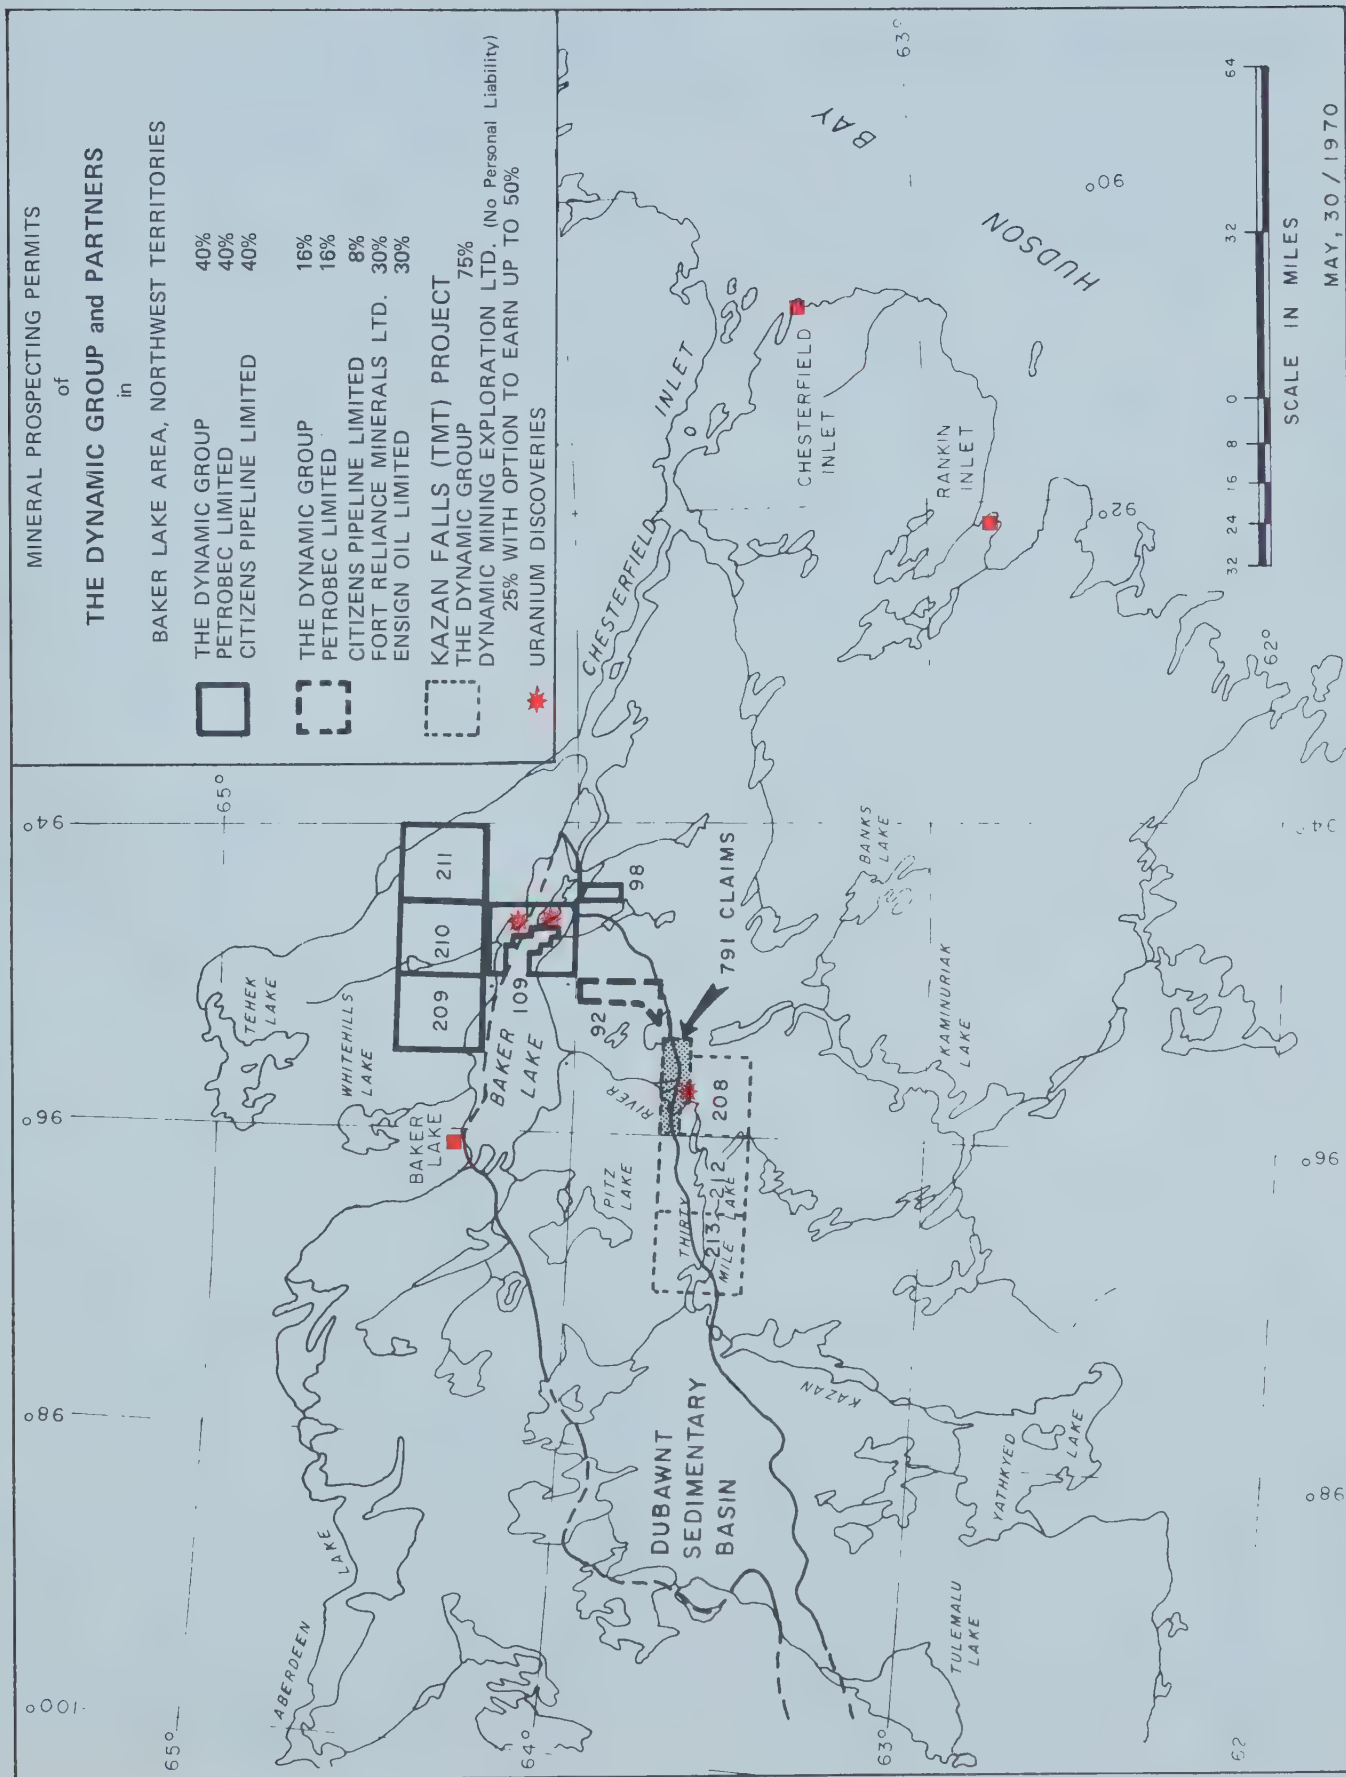 MINERAL PROSPECTING PERMITS
of
THE DYNAMIC GROUP and PARTNERS
in
BAKER LAKE AREA, NORTHWEST TERRITORIES
THE DYNAMIC GROUP 40%
PETROBEC LIMITED 40%
CITIZENS PIPELINE LIMITED 40%
THE DYNAMIC GROUP 16%
PETROBEC LIMITED 16%
CITIZENS PIPELINE LIMITED 8%
FORT RELIANCE MINERALS LTD. 30%
ENSIGN OIL LIMITED 30%
KAZAN FALLS (TMT) PROJECT
THE DYNAMIC GROUP 75%
DYNAMIC MINING EXPLORATION LTD. (No Personal Liability)
25% WITH OPTION TO EARN UP TO 50%
URANIUM DISCOVERIES
100°
98°
96°
94°
65°
65°
ABERDEEN
LAKE
TEHEK
LAKE
WHITEHILLS
LAKE
BAKER
LAKE
209
210
211
BAKER
LAKE
109
98
92
64°
PITZ
LAKE
RIVER
791 CLAIMS
THIRTY
MILE LAKE
213
212
208
DUBAWNT
SEDIMENTARY
BASIN
KAZAN
CHESTERFIELD
INLET
CHESTERFIELD
INLET
RANKIN
INLET
HUDSON
BAY
63°
90°
92°
BANKS
LAKE
KAMINURIAK
LAKE
YATHKYED
LAKE
TULEMALU
LAKE
63°
62°
62
98°
96°
94°
32 24 16 8 0 32 64
SCALE IN MILES
MAY, 30 / 1970